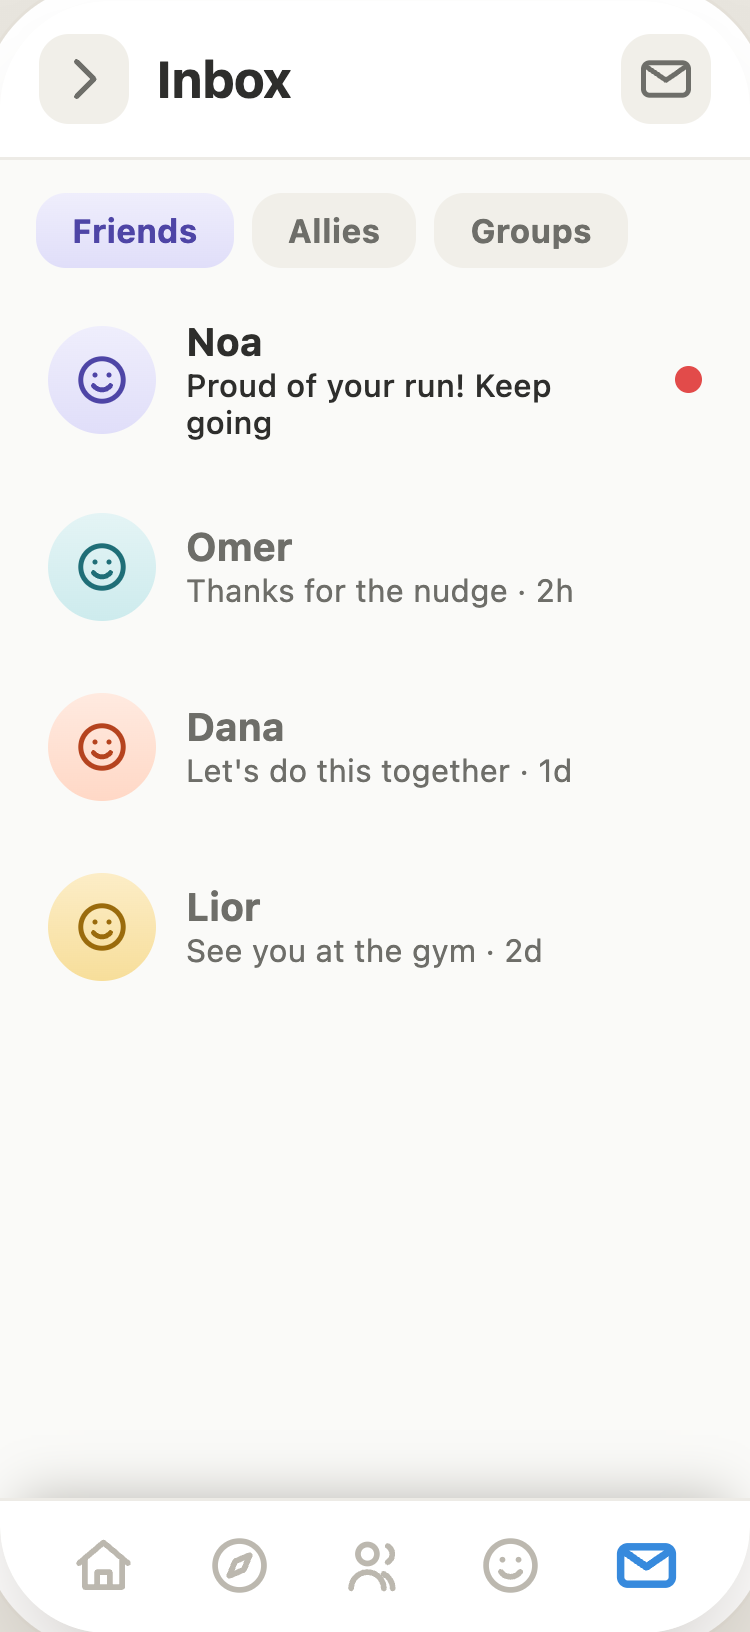 Inbox
Friends
Allies
Groups
Noa
Proud of your run! Keep
going
Omer
Thanks for the nudge · 2h
Dana
Let's do this together · 1d
Lior
See you at the gym · 2d